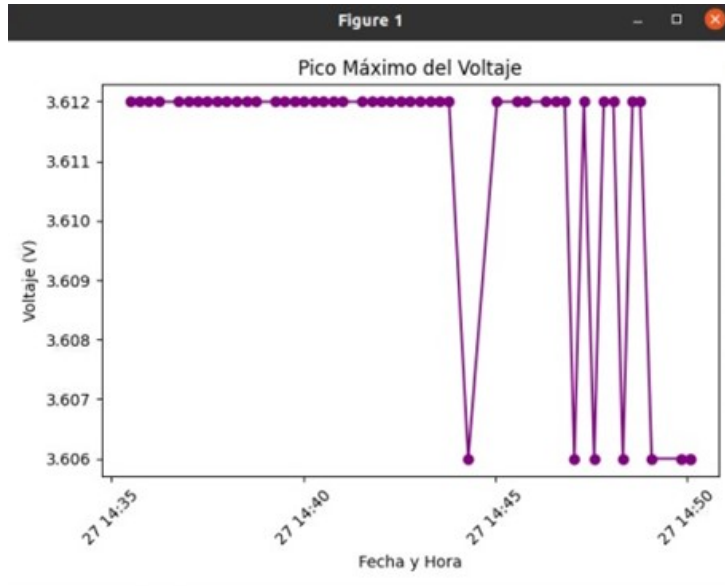 Figure 1
Pico Máximo del Voltaje
3.612
3.611
3.610
3.609
3.608
3.607
3.606
Voltaje (V)
27 14:35
27 14:40
27 14:45
27 14:50
Fecha y Hora